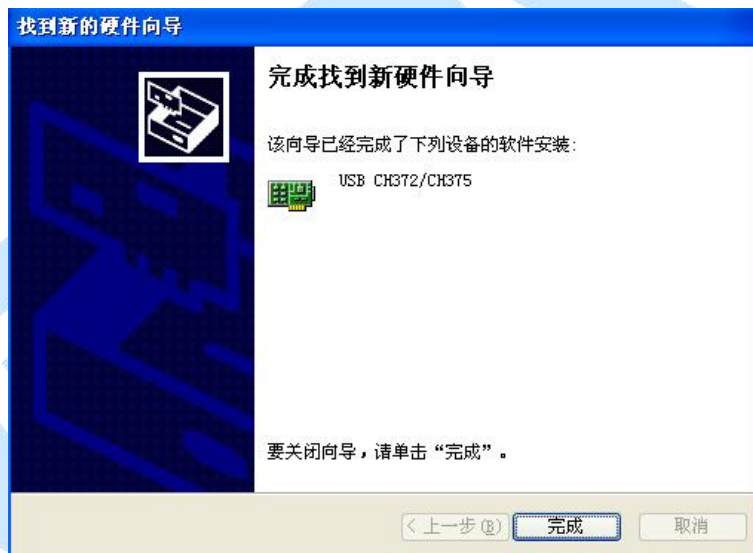 找到新的硬件向导
完成找到新硬件向导
该向导已经完成了下列设备的软件安装:
USB CH372/CH375
要关闭向导，请单击“完成”。
< 上一步(B)
完成
取消